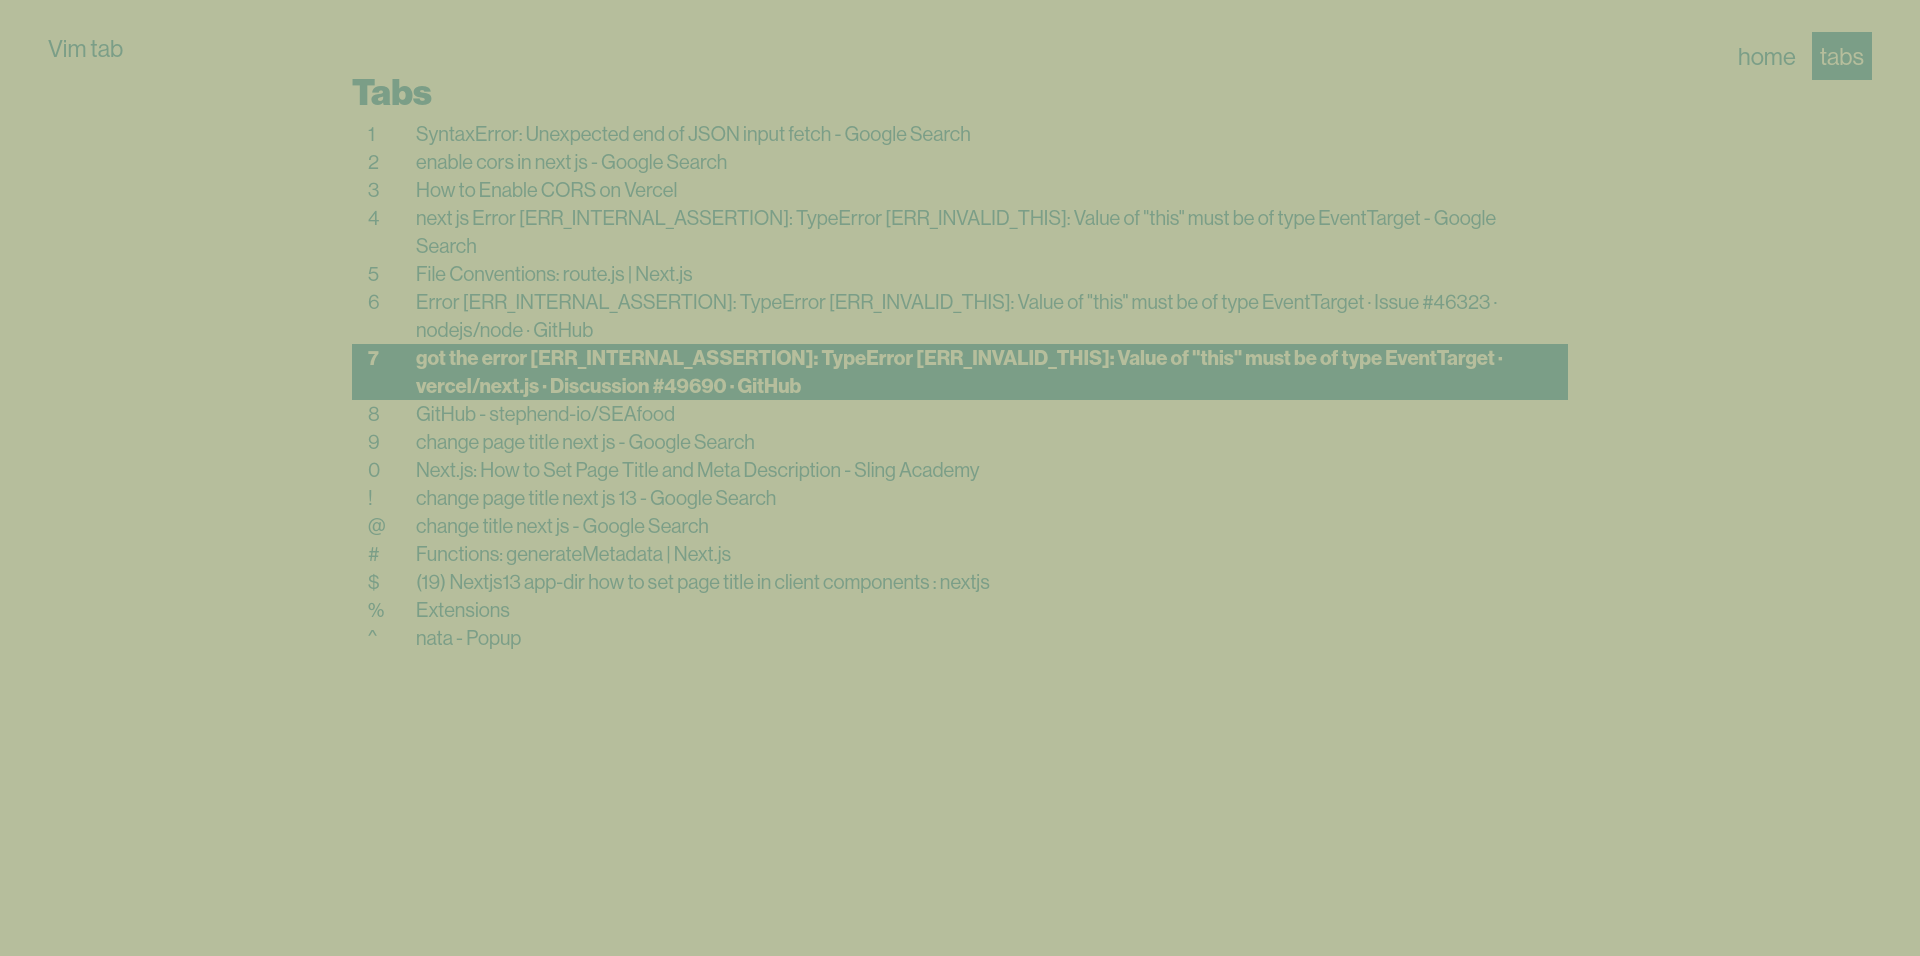 Vim tab
home
tabs
Tabs
1 SyntaxError: Unexpected end of JSON input fetch - Google Search
2 enable cors in next js - Google Search
3 How to Enable CORS on Vercel
4 next js Error [ERR_INTERNAL_ASSERTION]: TypeError [ERR_INVALID_THIS]: Value of "this" must be of type EventTarget - Google
Search
5 File Conventions: route.js | Next.js
6 Error [ERR_INTERNAL_ASSERTION]: TypeError [ERR_INVALID_THIS]: Value of "this" must be of type EventTarget · Issue #46323 ·
nodejs/node · GitHub
7 got the error [ERR_INTERNAL_ASSERTION]: TypeError [ERR_INVALID_THIS]: Value of "this" must be of type EventTarget ·
vercel/next.js · Discussion #49690 · GitHub
8 GitHub - stephend-io/SEAfood
9 change page title next js - Google Search
0 Next.js: How to Set Page Title and Meta Description - Sling Academy
! change page title next js 13 - Google Search
@ change title next js - Google Search
# Functions: generateMetadata | Next.js
$ (19) Nextjs13 app-dir how to set page title in client components : nextjs
% Extensions
^ nata - Popup